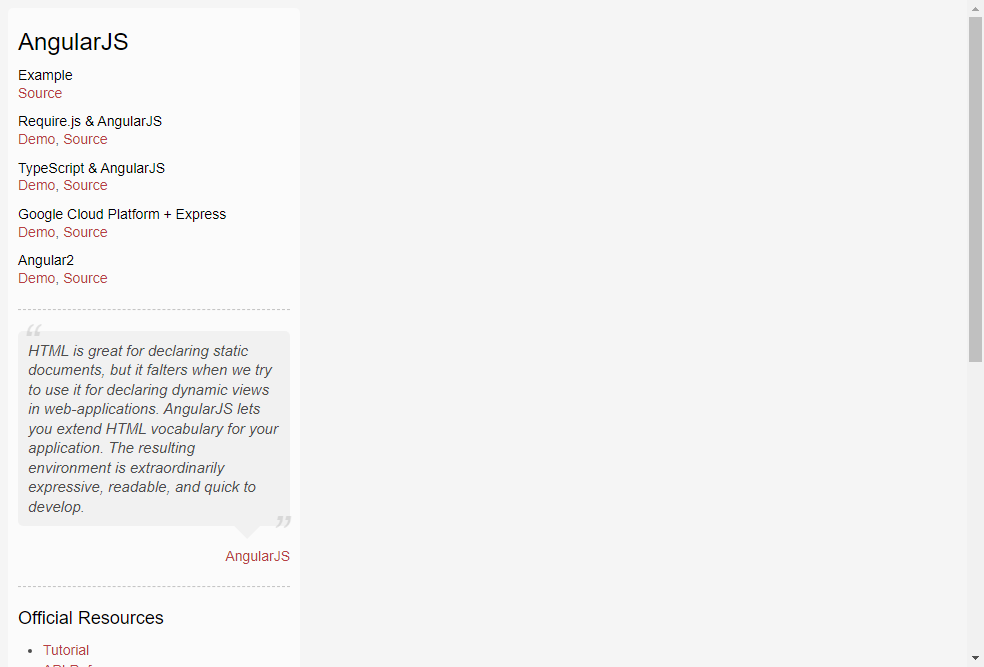 AngularJS
Example
Source
Require.js & AngularJS
Demo, Source
TypeScript & AngularJS
Demo, Source
Google Cloud Platform + Express
Demo, Source
Angular2
Demo, Source
“
HTML is great for declaring static
documents, but it falters when we try
to use it for declaring dynamic views
in web-applications. AngularJS lets
you extend HTML vocabulary for your
application. The resulting
environment is extraordinarily
expressive, readable, and quick to
develop.
”
AngularJS
Official Resources
• Tutorial